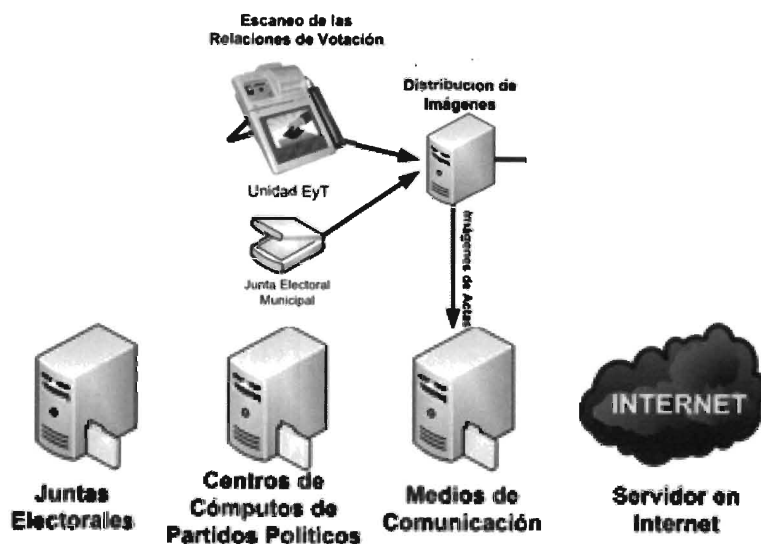 Escaneo de las
Relaciones de Votación
Distribucion de
Imágenes
Unidad EyT
Junta Electoral
Municipal
Imágenes de Actas
INTERNET
Juntas
Electorales
Centros de
Cómputos de
Partidos Políticos
Medios de
Comunicación
Servidor en
Internet